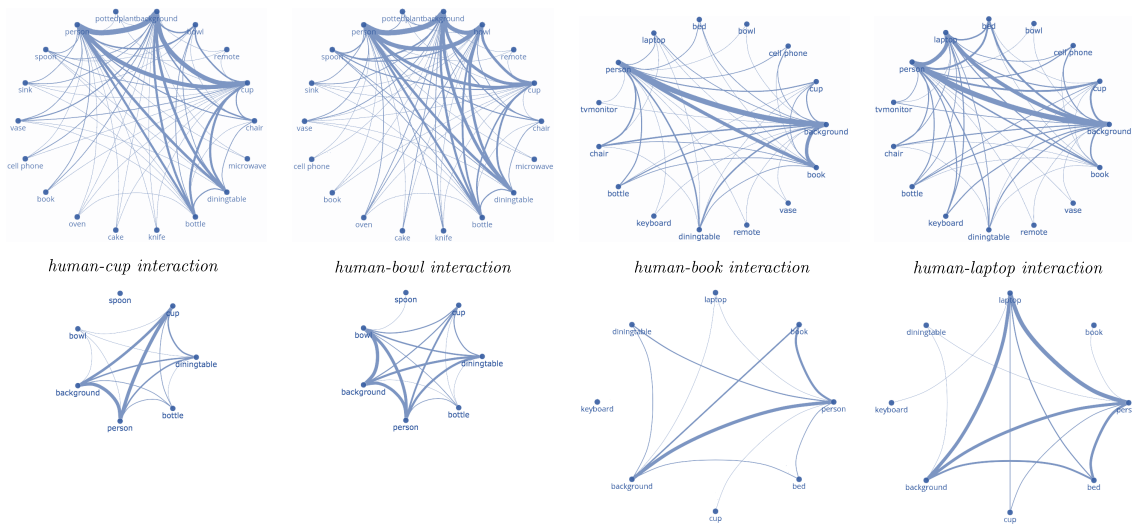 pottedplant
background
person
bowl
spoon
remote
sink
cup
vase
chair
cell phone
microwave
book
diningtable
oven
bottle
cake
knife
pottedplant
background
person
bowl
spoon
remote
sink
cup
vase
chair
cell phone
microwave
book
diningtable
oven
bottle
cake
knife
bed
bowl
laptop
cell phone
person
cup
tvmonitor
background
chair
book
bottle
vase
keyboard
remote
diningtable
bed
bowl
laptop
cell phone
person
cup
tvmonitor
background
chair
book
bottle
vase
keyboard
remote
diningtable
human-cup interaction
human-bowl interaction
human-book interaction
human-laptop interaction
spoon
cup
bowl
diningtable
background
bottle
person
spoon
cup
bowl
diningtable
background
bottle
person
laptop
diningtable
book
keyboard
person
background
bed
cup
laptop
diningtable
book
keyboard
pers
background
bed
cup